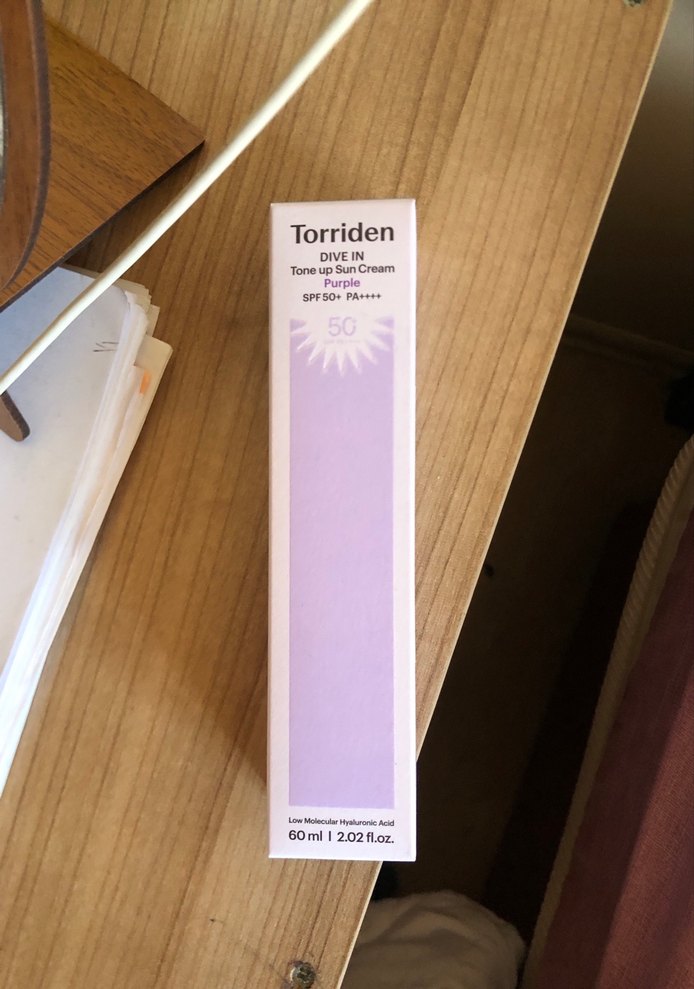 Torriden
DIVE IN
Tone up Sun Cream
Purple
SPF 50+ PA++++
50
Low Molecular Hyaluronic Acid
60 ml | 2.02 fl.oz.